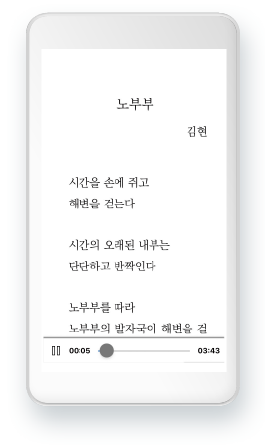 노부부
김현
시간을 손에 쥐고
해변을 걷는다
시간의 오래된 내부는
단단하고 반짝인다
노부부를 따라
노부부의 발자국이 해변을 걸
00:05 03:43